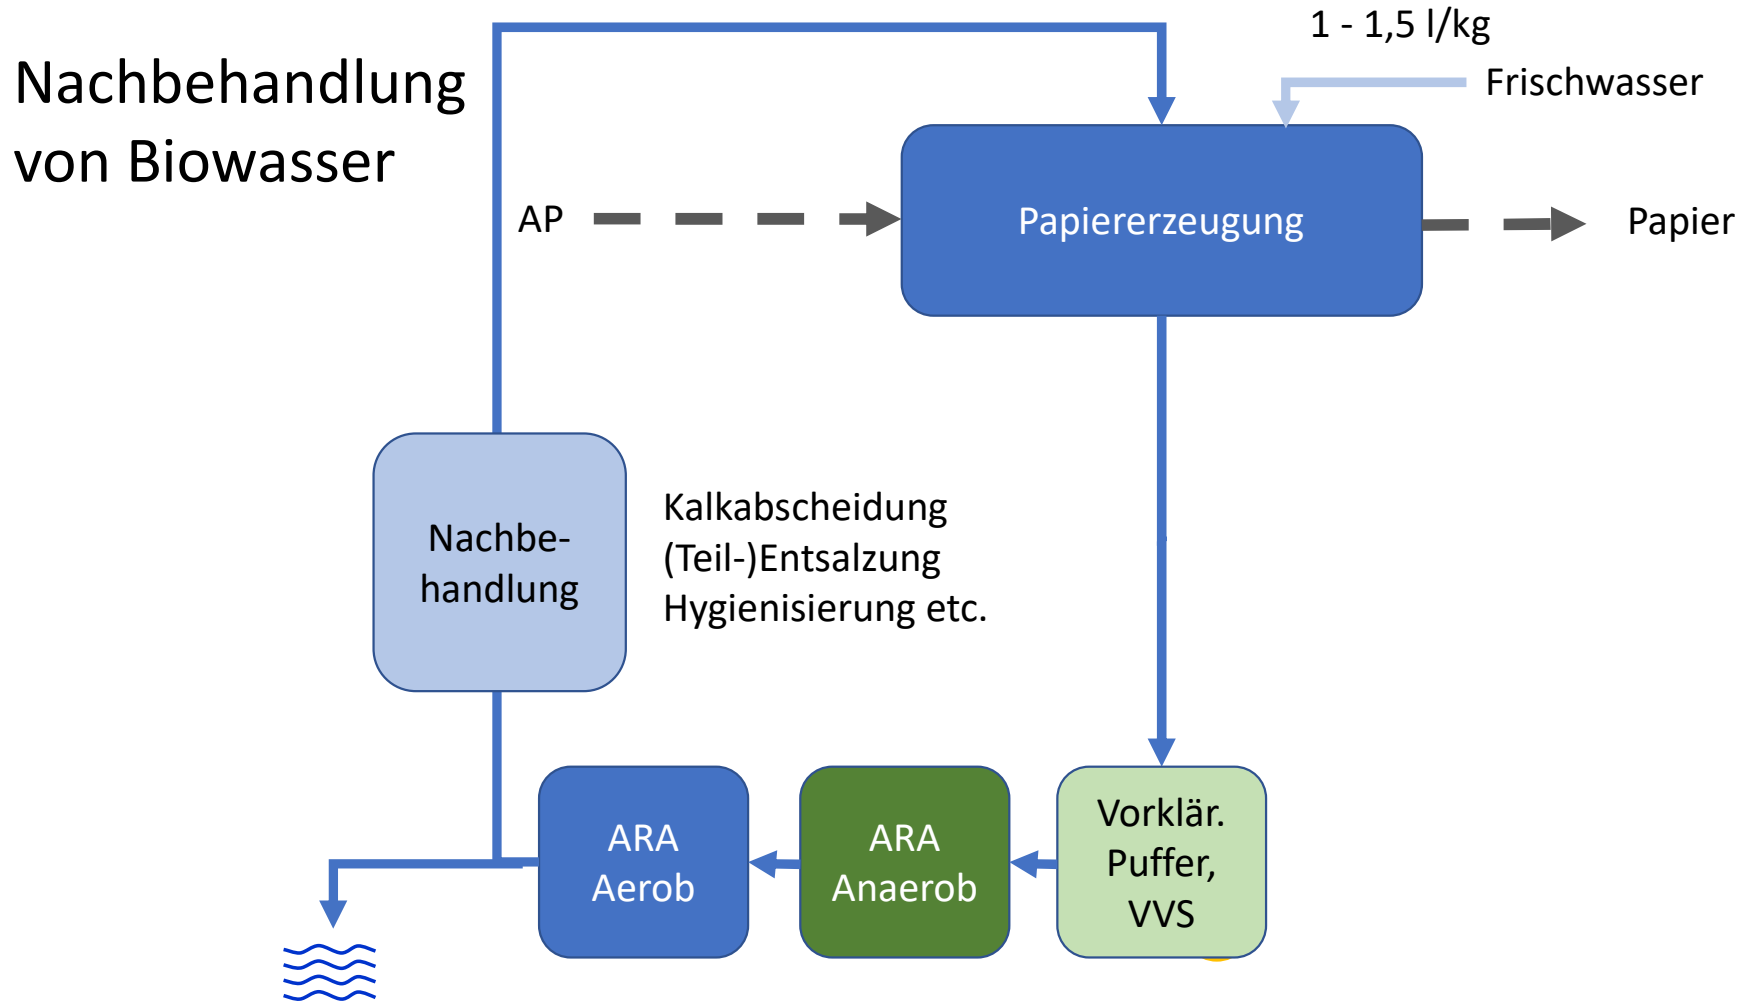 Nachbehandlung
von Biowasser
1 - 1,5 l/kg
Frischwasser
AP
Papiererzeugung
Papier
Nachbe-
handlung
Kalkabscheidung
(Teil-)Entsalzung
Hygienisierung etc.
ARA
Aerob
ARA
Anaerob
Vorklär.
Puffer,
VVS